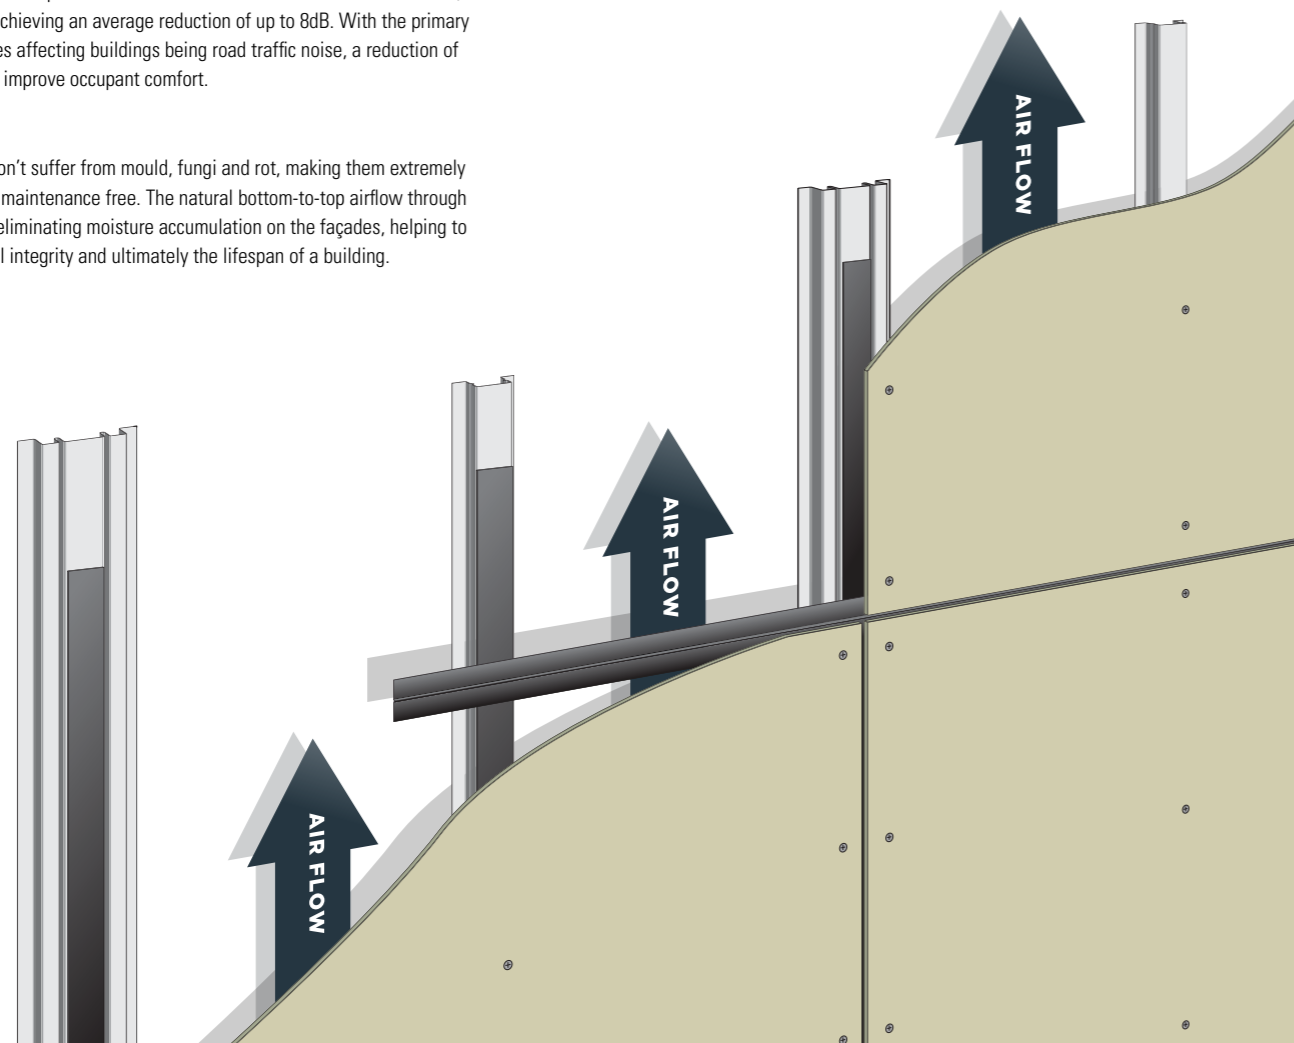 chieving an average reduction of up to 8dB. With the primary
es affecting buildings being road traffic noise, a reduction of
improve occupant comfort.
on't suffer from mould, fungi and rot, making them extremely
maintenance free. The natural bottom-to-top airflow through
eliminating moisture accumulation on the façades, helping to
l integrity and ultimately the lifespan of a building.
AIR FLOW
AIR FLOW
AIR FLOW